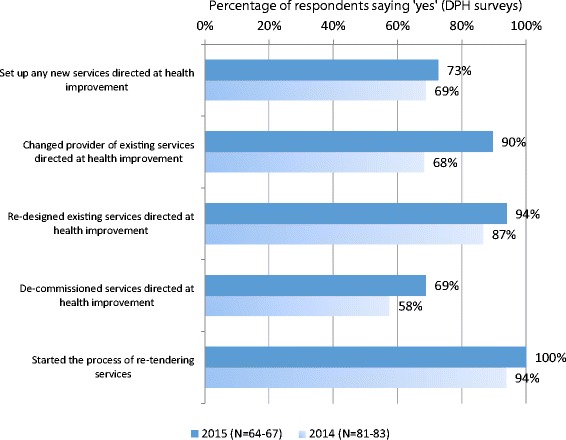 Percentage of respondents saying 'yes' (DPH surveys)
0% 20% 40% 60% 80% 100%
Set up any new services directed at health
improvement
73%
69%
Changed provider of existing services
directed at health improvement
90%
68%
Re-designed existing services directed at
health improvement
94%
87%
De-commissioned services directed at
health improvement
69%
58%
Started the process of re-tendering
services
100%
94%
2015 (N=64-67) 2014 (N=81-83)